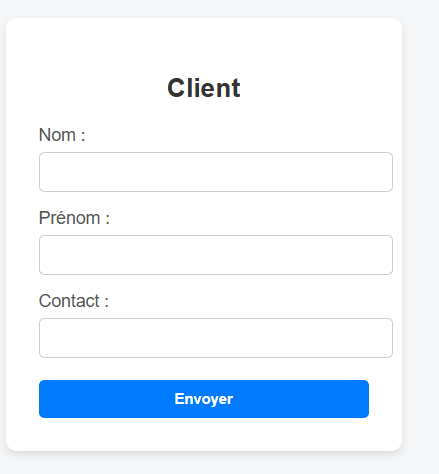 Client
Nom :
Prénom :
Contact :
Envoyer